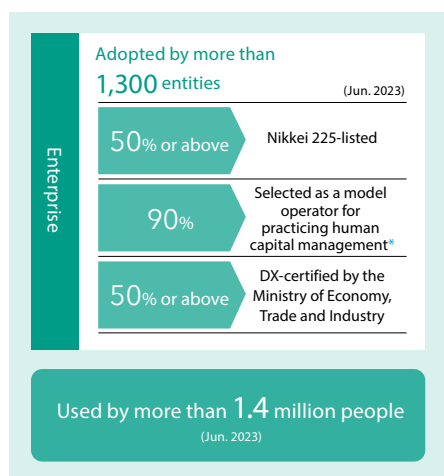 Enterprise
Adopted by more than
1,300 entities
(Jun. 2023)
50% or above
Nikkei 225-listed
90%
Selected as a model
operator for
practicing human
capital management*
50% or above
DX-certified by the
Ministry of Economy,
Trade and Industry
Used by more than 1.4 million people
(Jun. 2023)